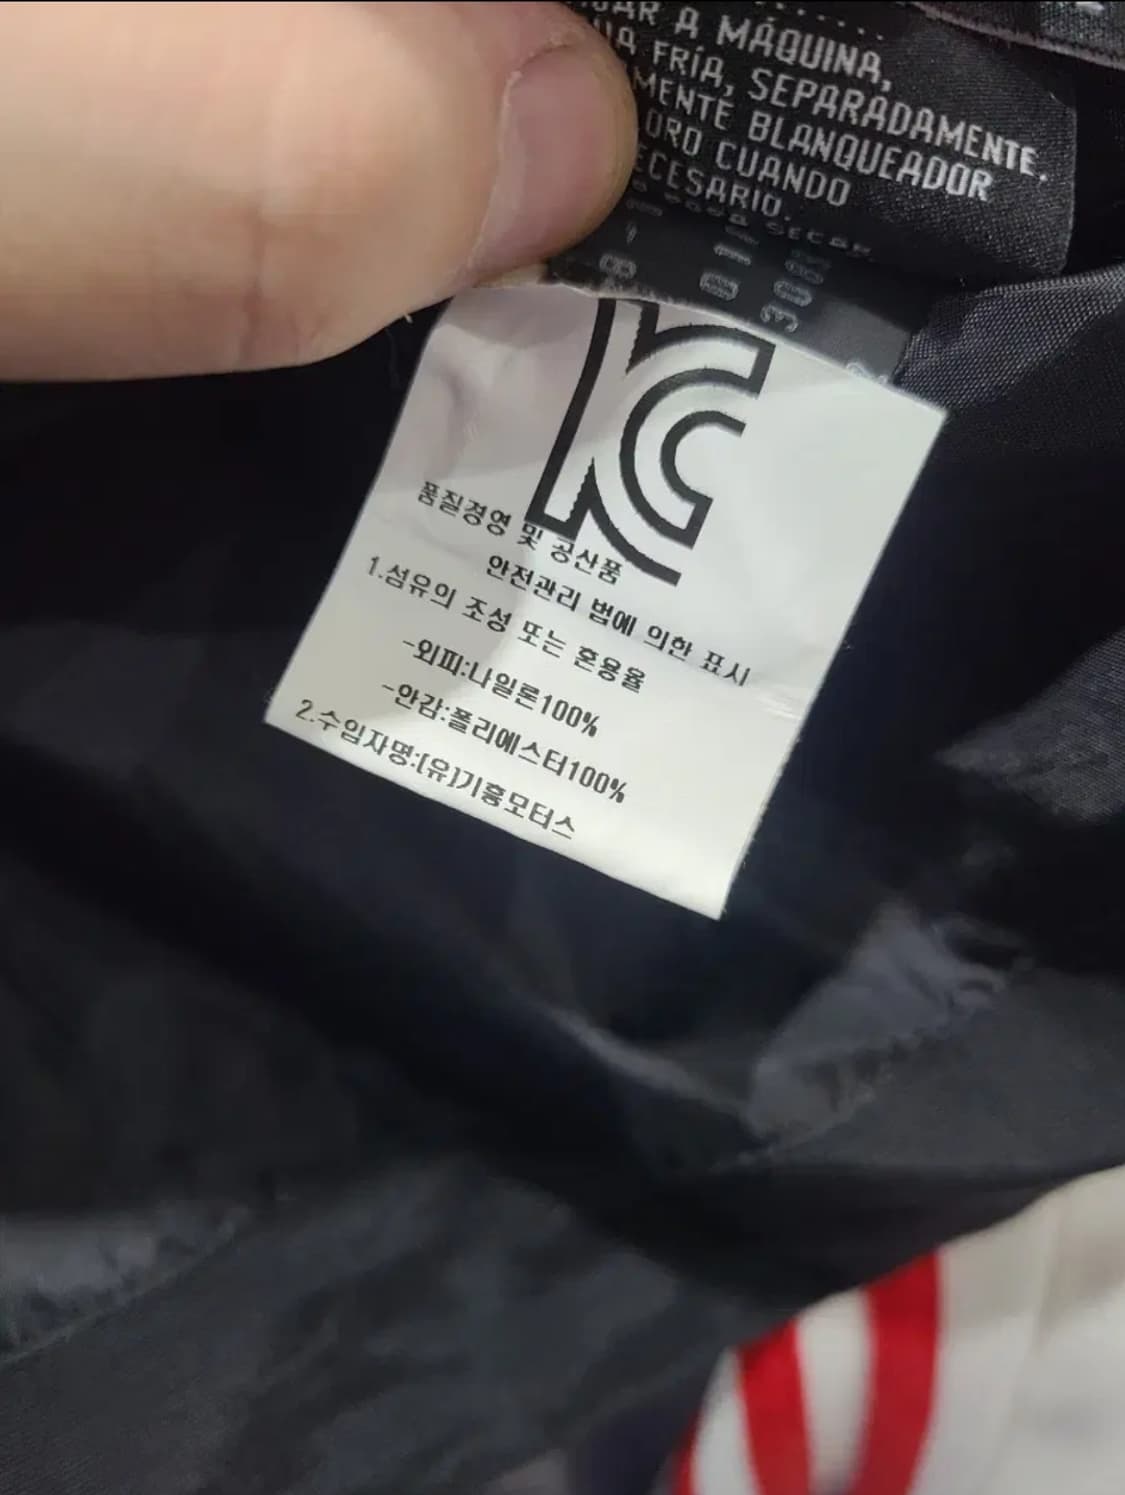 A MÁQUINA,
FRÍA, SEPARADAMENTE.
BLANQUEADOR
CUANDO
KC
품질경영 및 공산품
안전관리 법에 의한 표시
1.섬유의 조성 또는 혼용율
-외피:나일론100%
-안감:폴리에스터100%
2.수입자명:(유)기흥모터스